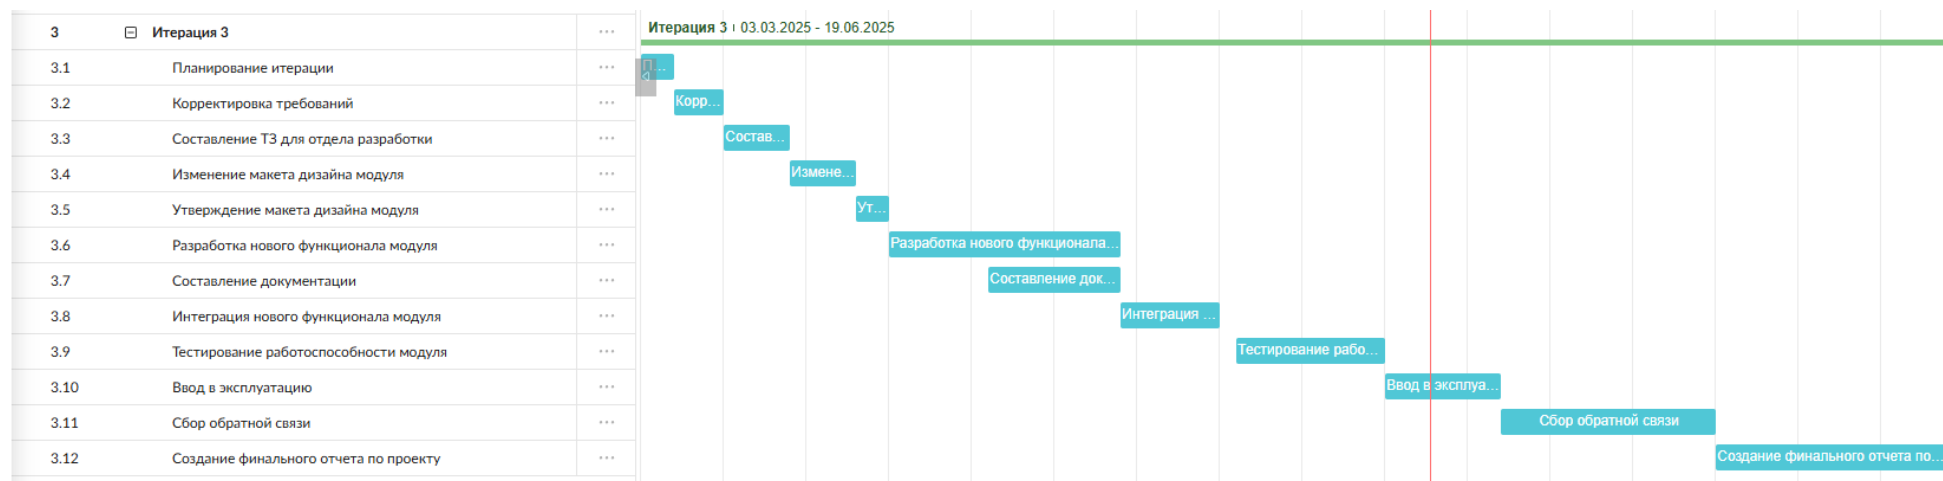 3 Итерация 3 ... Итерация 3 03.03.2025 - 19.06.2025
3.1 Планирование итерации ... П...
3.2 Корректировка требований ... Корр...
3.3 Составление ТЗ для отдела разработки ... Состав...
3.4 Изменение макета дизайна модуля ... Измене...
3.5 Утверждение макета дизайна модуля ... Ут...
3.6 Разработка нового функционала модуля ... Разработка нового функционала...
3.7 Составление документации ... Составление док...
3.8 Интеграция нового функционала модуля ... Интеграция ...
3.9 Тестирование работоспособности модуля ... Тестирование рабо...
3.10 Ввод в эксплуатацию ... Ввод в эксплуа...
3.11 Сбор обратной связи ... Сбор обратной связи
3.12 Создание финального отчета по проекту ... Создание финального отчета по...